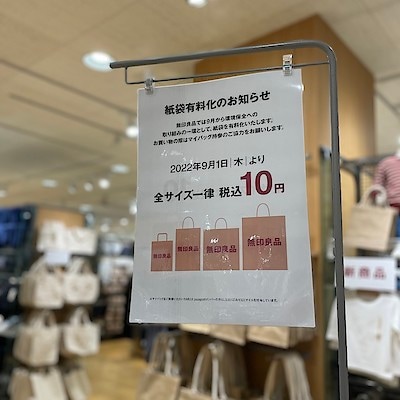 紙袋有料化のお知らせ
無印良品では9月から環境保全への
取り組みの一環として、紙袋を有料化いたします。
お買い物の際はマイバッグ持参のご協力をお願いします。
2022年9月1日|木|より
全サイズ一律 税込10円
無印良品
無印良品
無印良品
無印良品
新商品